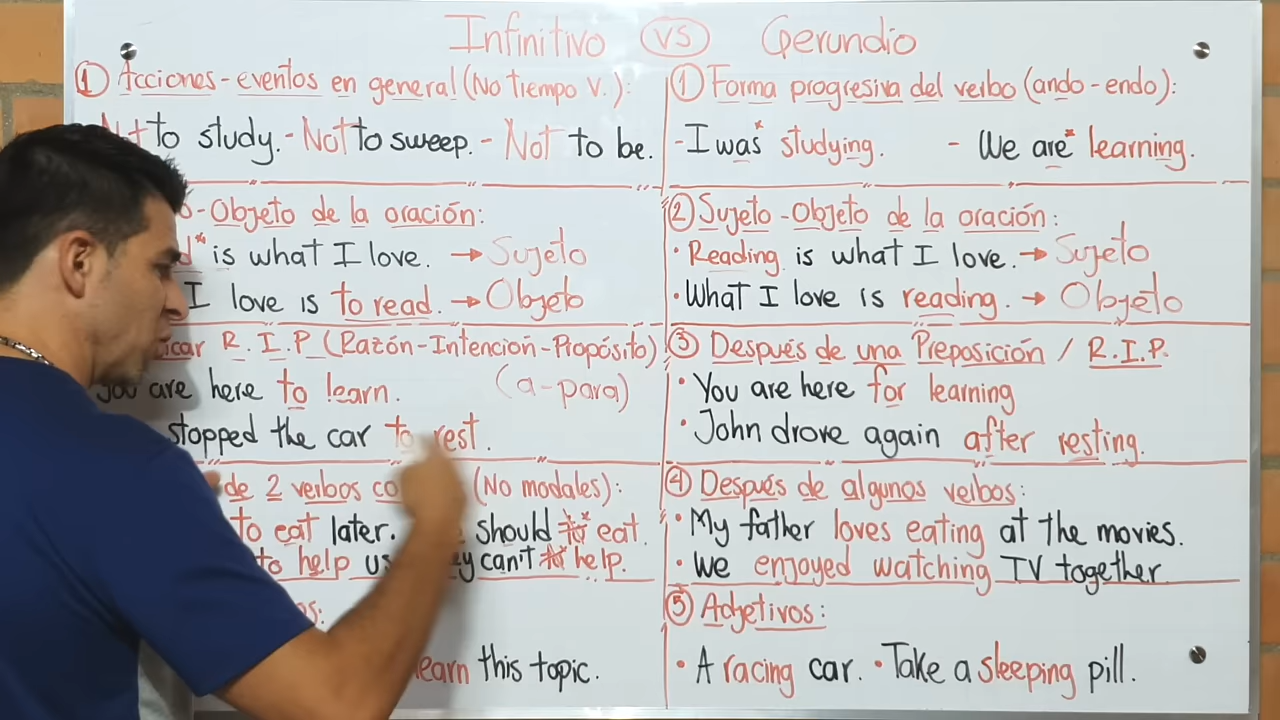 Infinitivo VS Gerundio
① Acciones-eventos en general (No tiempo V.):
to study. - Not to sweep. - Not to be.
-Objeto de la oración:
is what I love. → Sujeto
I love is to read. → Objeto
R.I.P (Razón-Intención-Propósito)
you are here to learn. (a-para)
stopped the car to rest.
de 2 verbos (No modales):
to eat later. should to eat.
to help us can't to help.
learn this topic.
① Forma progresiva del verbo (ando-endo):
-I was* studying. - We are* learning.
② Sujeto-Objeto de la oración:
·Reading is what I love. → Sujeto
·What I love is reading. → Objeto
③ Después de una Preposición / R.I.P.
·You are here for learning
·John drove again after resting.
④ Después de algunos verbos:
·My father loves eating at the movies.
·We enjoyed watching TV together
⑤ Adjetivos:
·A racing car. ·Take a sleeping pill.